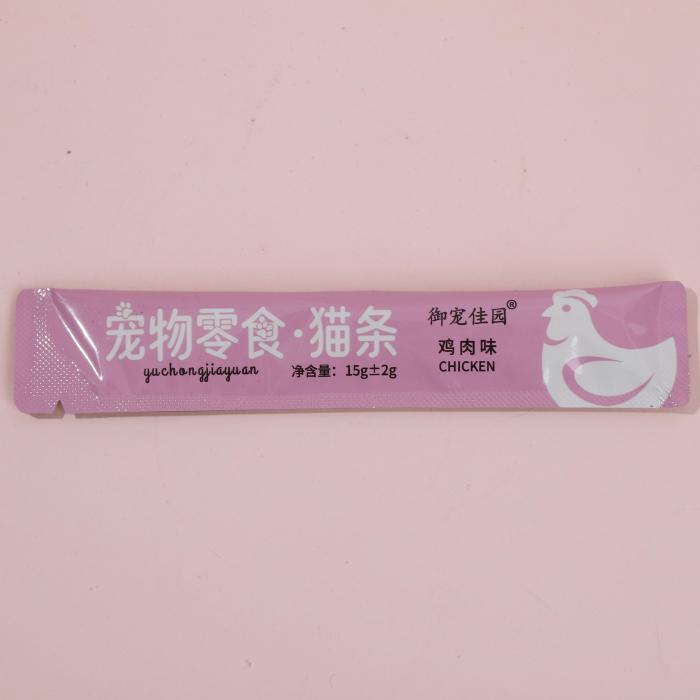 宠物零食·猫条
yuchongjiayuan
净含量：15g±2g
御宠佳园®
鸡肉味
CHICKEN